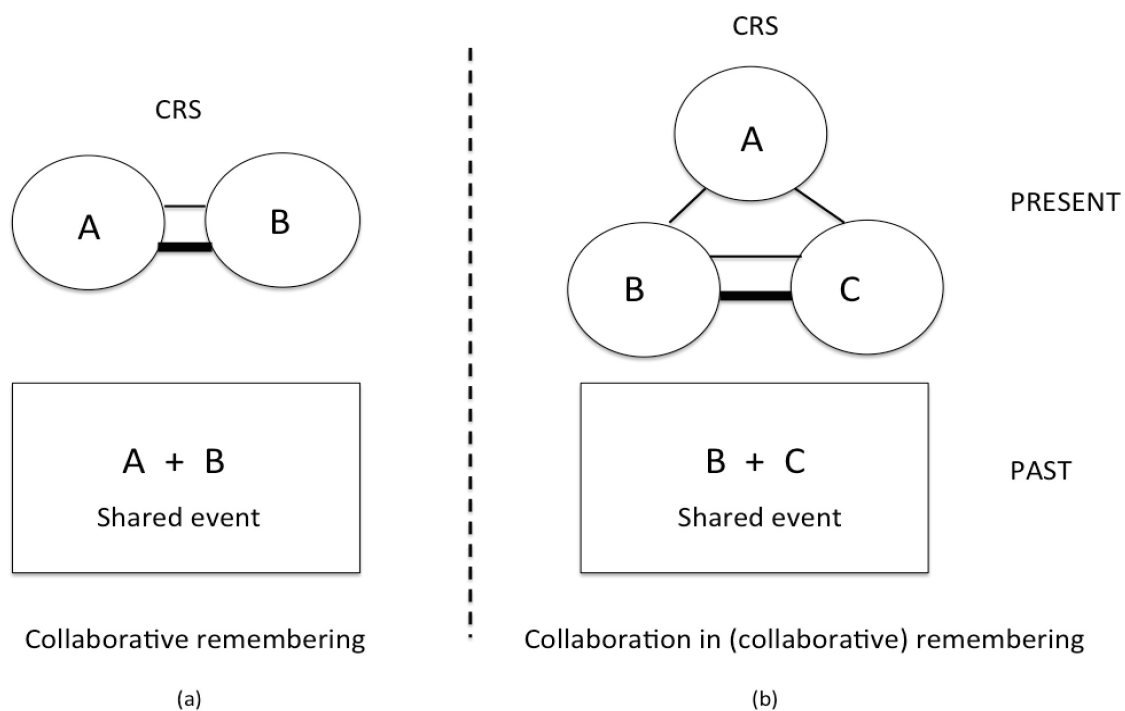 CRS
A
B
A + B
Shared event
Collaborative remembering
(a)
CRS
A
B
C
B + C
Shared event
Collaboration in (collaborative) remembering
(b)
PRESENT
PAST